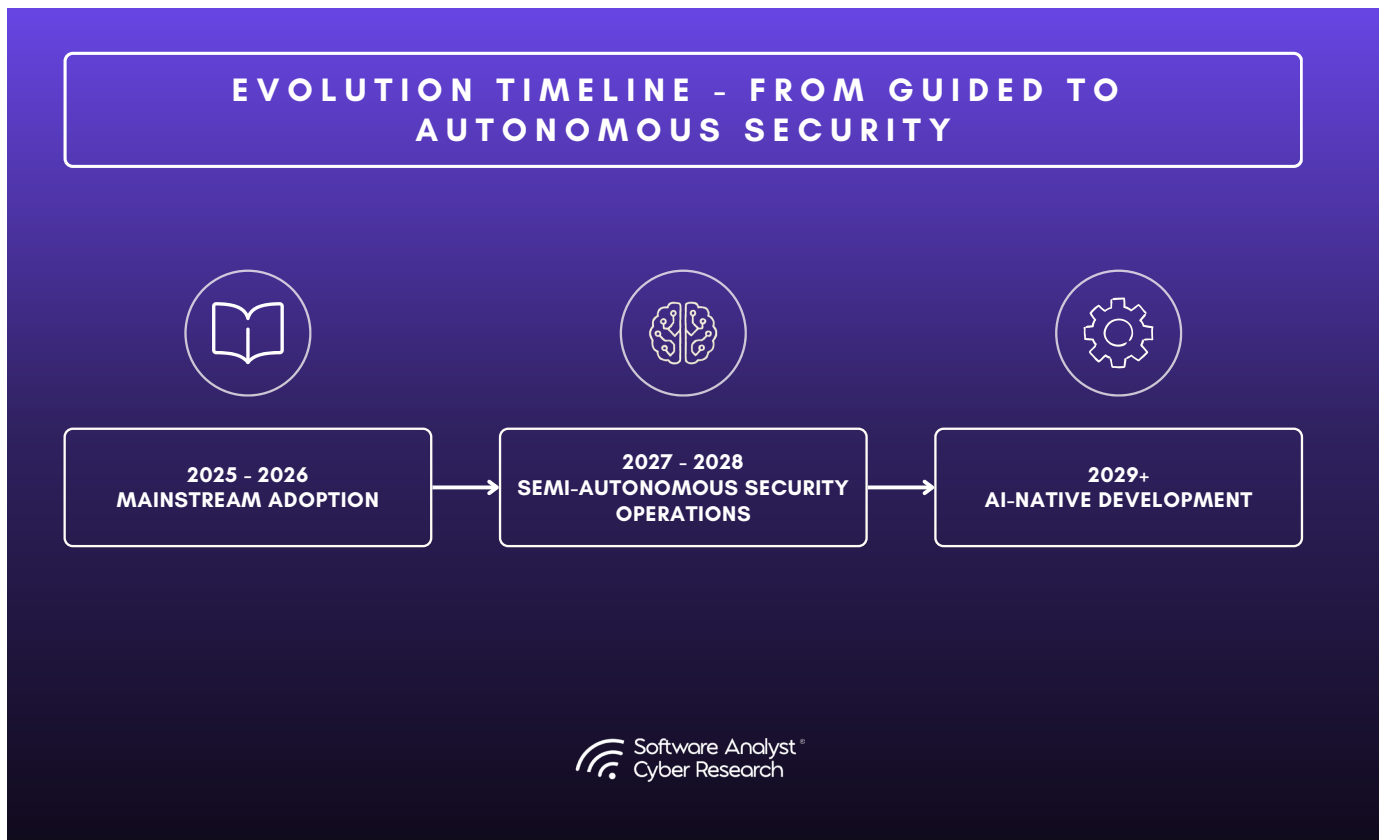 EVOLUTION TIMELINE - FROM GUIDED TO
AUTONOMOUS SECURITY
2025 - 2026
MAINSTREAM ADOPTION
2027 - 2028
SEMI-AUTONOMOUS SECURITY
OPERATIONS
2029+
AI-NATIVE DEVELOPMENT
Software Analyst®
Cyber Research